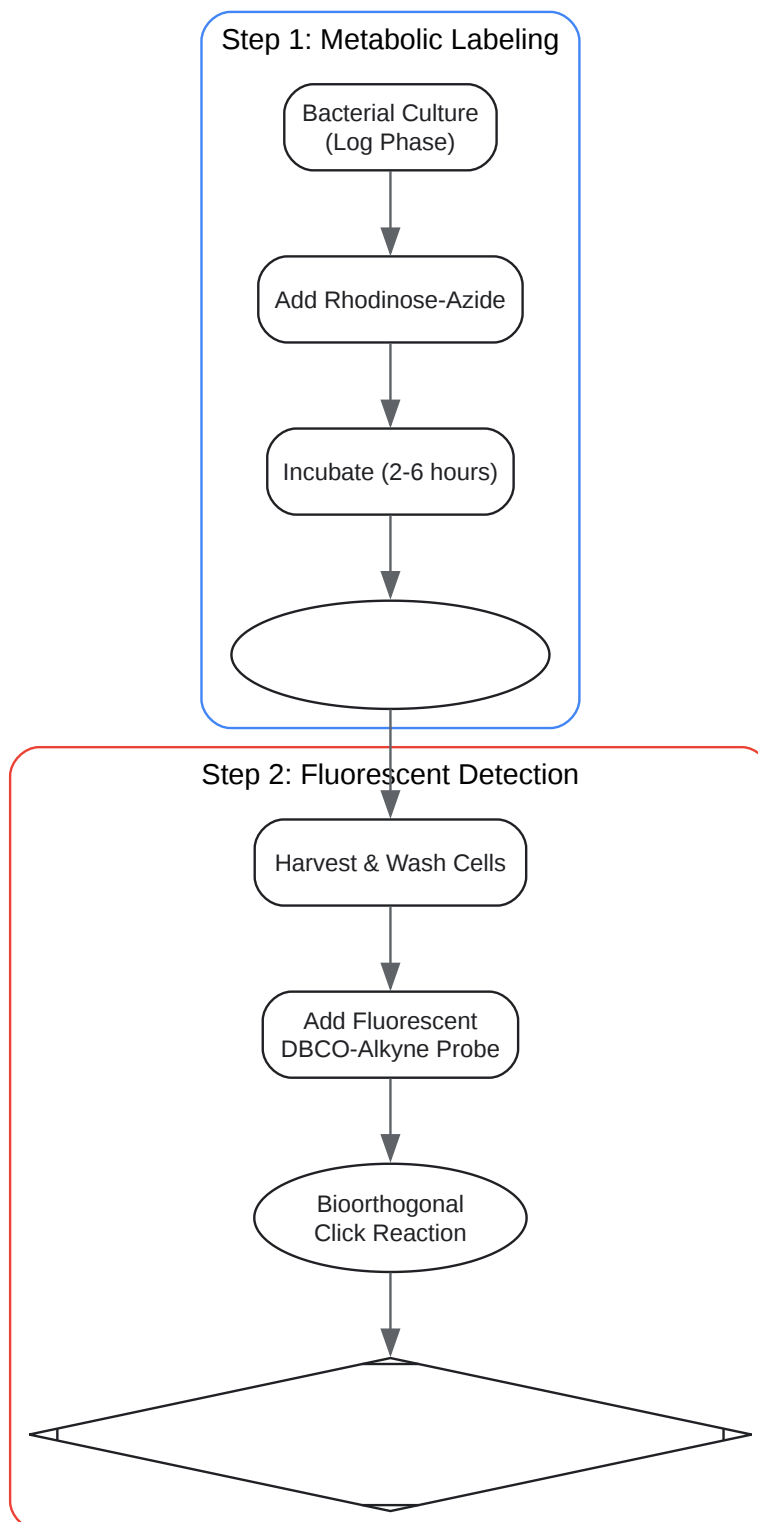 Step 1: Metabolic Labeling
Bacterial Culture
(Log Phase)
Add Rhodinose-Azide
Incubate (2-6 hours)
Step 2: Fluorescent Detection
Harvest & Wash Cells
Add Fluorescent
DBCO-Alkyne Probe
Bioorthogonal
Click Reaction